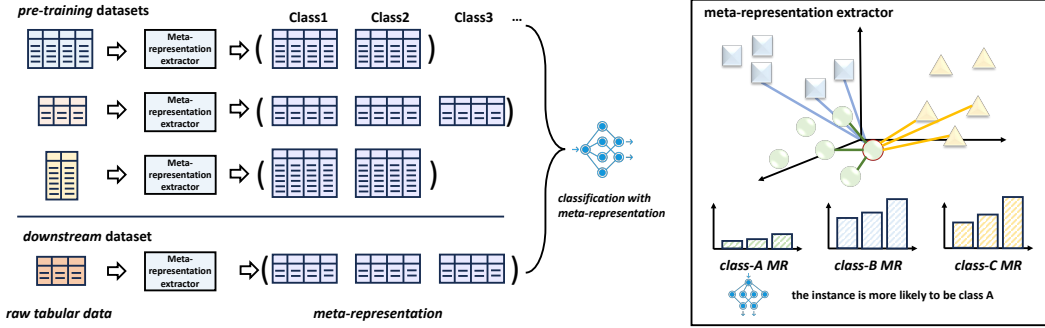 pre-training datasets
Class1 Class2 Class3 ...
Meta-
representation
extractor
( )
Meta-
representation
extractor
( )
Meta-
representation
extractor
( )
classification with
meta-representation
downstream dataset
Meta-
representation
extractor
( )
raw tabular data
meta-representation
meta-representation extractor
class-A MR
class-B MR
class-C MR
the instance is more likely to be class A